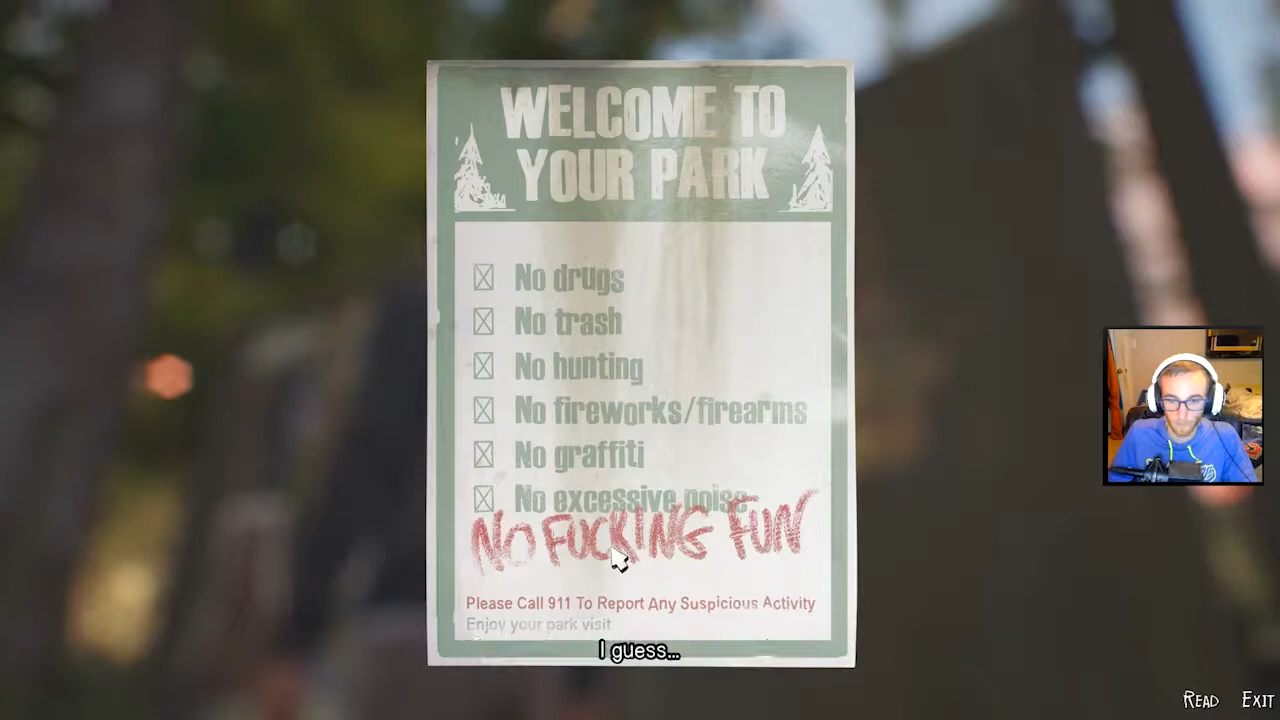 WELCOME TO
YOUR PARK
No drugs
No trash
No hunting
No fireworks/firearms
No graffiti
No excessive noise
NO FUCKING FUN
Please Call 911 To Report Any Suspicious Activity
Enjoy your park visit
I guess...
READ EXIT